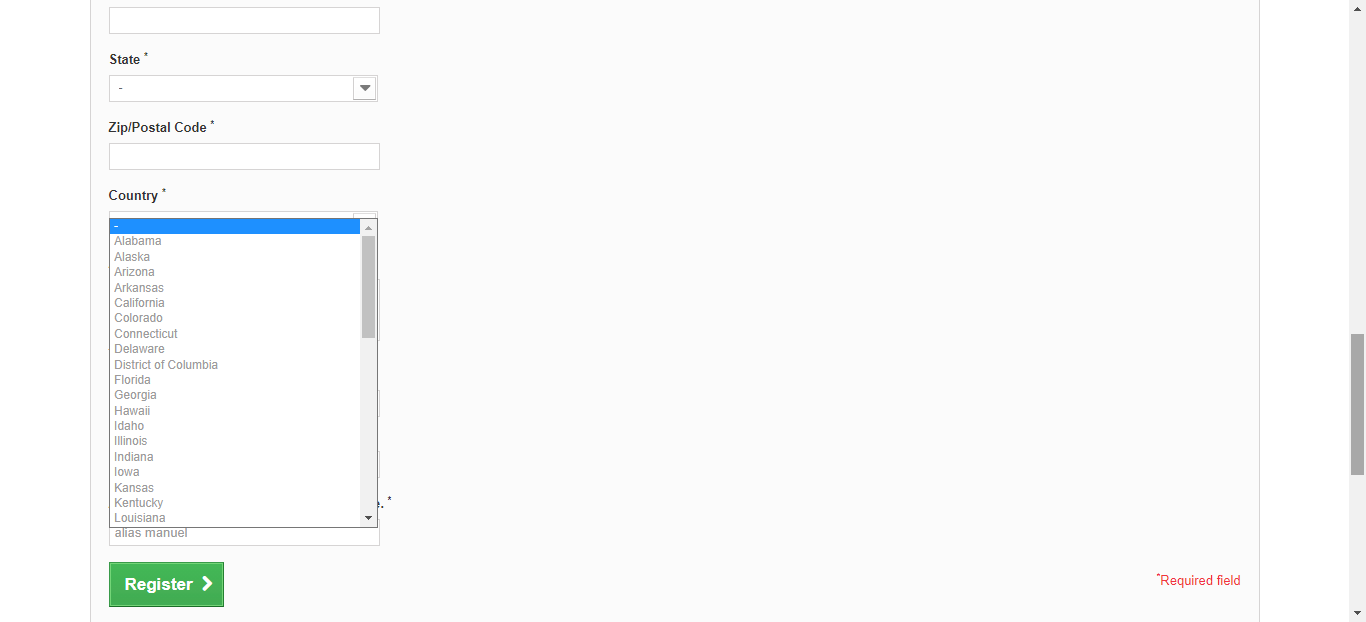 State *
-
Zip/Postal Code *
Country *
-
Alabama
Alaska
Arizona
Arkansas
California
Colorado
Connecticut
Delaware
District of Columbia
Florida
Georgia
Hawaii
Idaho
Illinois
Indiana
Iowa
Kansas
Kentucky
Louisiana
*
alias manuel
Register
*Required field